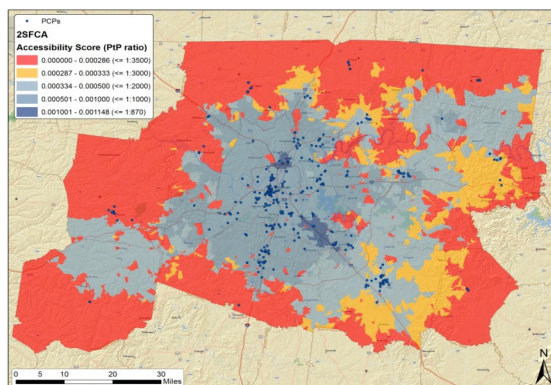 PCPs
2SFCA
Accessibility Score (PtP ratio)
0.000000 - 0.000286 (<= 1:3500)
0.000287 - 0.000333 (<= 1:3000)
0.000334 - 0.000500 (<= 1:2000)
0.000501 - 0.001000 (<= 1:1000)
0.001001 - 0.001148 (<= 1:870)
N
0 5 10 20 30
Miles